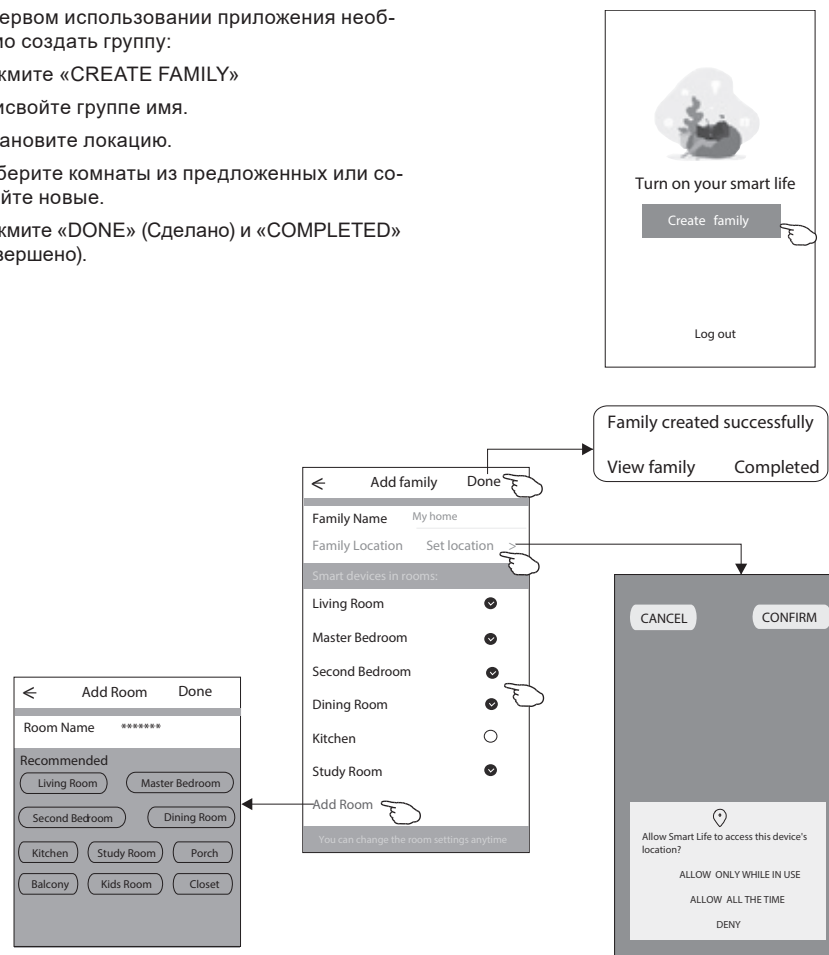 ервом использовании приложения необ-
о создать группу:
мите «CREATE FAMILY»
исвойте группе имя.
ановите локацию.
берите комнаты из предложенных или со-
йте новые.
мите «DONE» (Сделано) и «COMPLETED»
вершено).
Turn on your smart life
Create family
Log out
Family created successfully
View family Completed
Add family Done
Family Name My home
Family Location Set location >
Smart devices in rooms:
Living Room
Master Bedroom
Second Bedroom
Dining Room
Kitchen
Study Room
Add Room
You can change the room settings anytime
Add Room Done
Room Name *******
Recommended
Living Room Master Bedroom
Second Bedroom Dining Room
Kitchen Study Room Porch
Balcony Kids Room Closet
CANCEL CONFIRM
Allow Smart Life to access this device's
location?
ALLOW ONLY WHILE IN USE
ALLOW ALL THE TIME
DENY